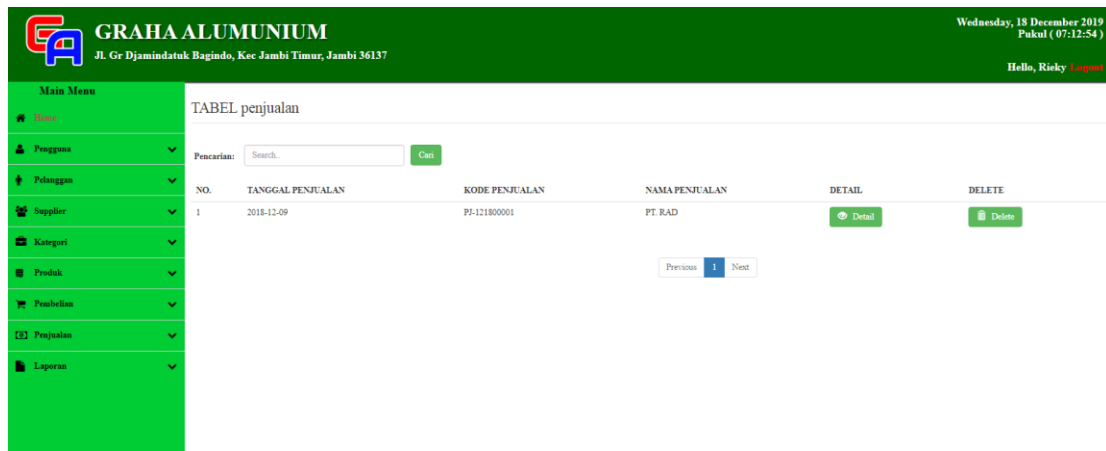 GA
GRAHA ALUMUNIUM
Jl. Gr Djamindatuk Bagindo, Kec Jambi Timur, Jambi 36137
Wednesday, 18 December 2019
Pukul ( 07:12:54 )
Hello, Rieky Logout
Main Menu
Home
Pengguna
Pelanggan
Supplier
Kategori
Produk
Pembelian
Penjualan
Laporan
TABEL penjualan
Pencarian: Search.. Cari
NO. TANGGAL PENJUALAN KODE PENJUALAN NAMA PENJUALAN DETAIL DELETE
1 2018-12-09 PJ-121800001 PT. RAD Detail Delete
Previous 1 Next